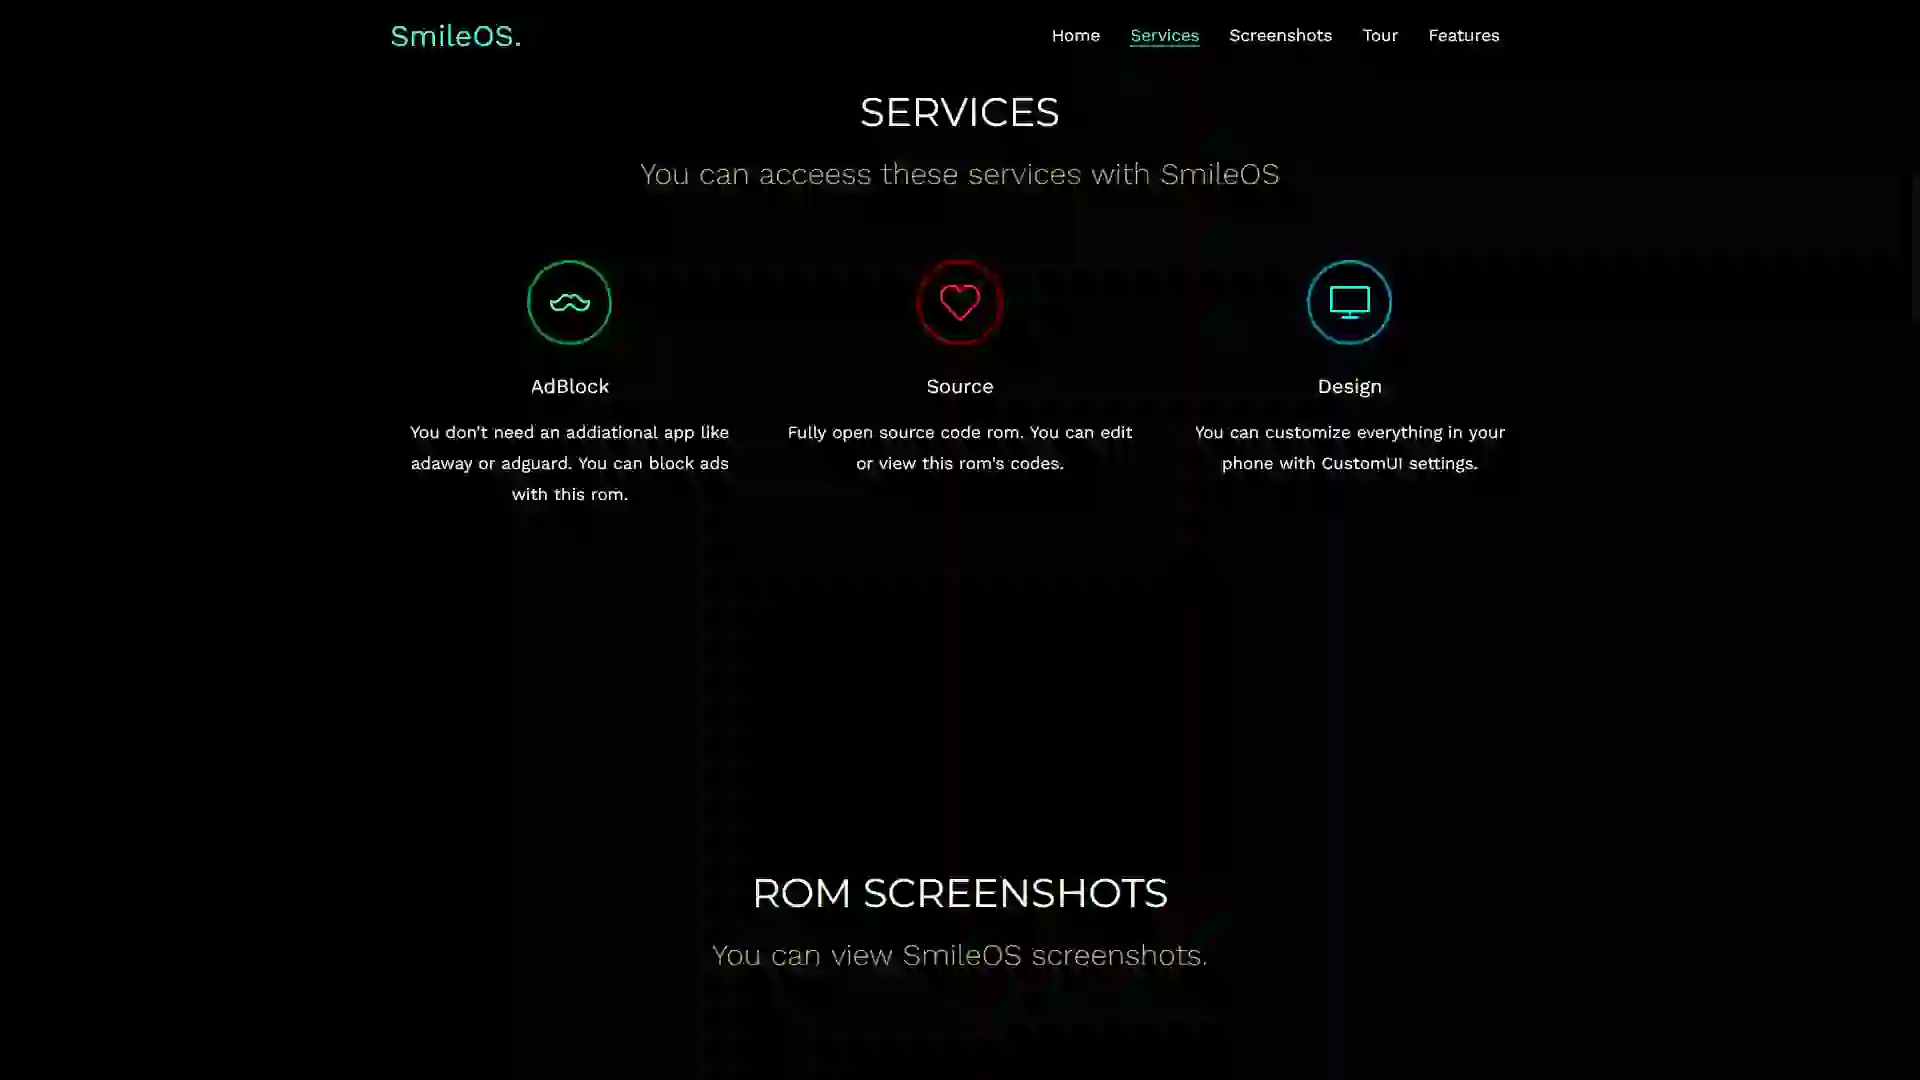 SmileOS.
Home Services Screenshots Tour Features
SERVICES
You can acceess these services with SmileOS
AdBlock
You don't need an addiational app like
adaway or adguard. You can block ads
with this rom.
Source
Fully open source code rom. You can edit
or view this rom's codes.
Design
You can customize everything in your
phone with CustomUI settings.
ROM SCREENSHOTS
You can view SmileOS screenshots.